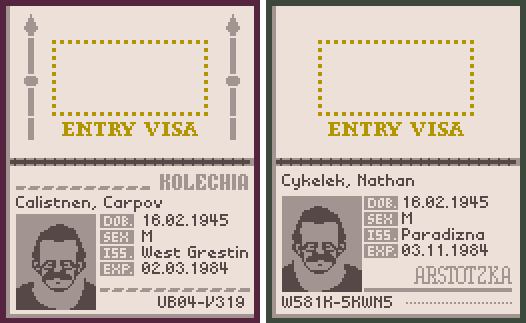 ENTRY VISA
KOLECHIA
Calistnen, Carpov
DOB. 16.02.1945
SEX M
ISS. West Grestin
EXP. 02.03.1984
UB04-V319
ENTRY VISA
Cykelek, Nathan
DOB. 16.02.1945
SEX M
ISS. Paradizna
EXP. 03.11.1984
ARSTOTZKA
W581K-5KWN5